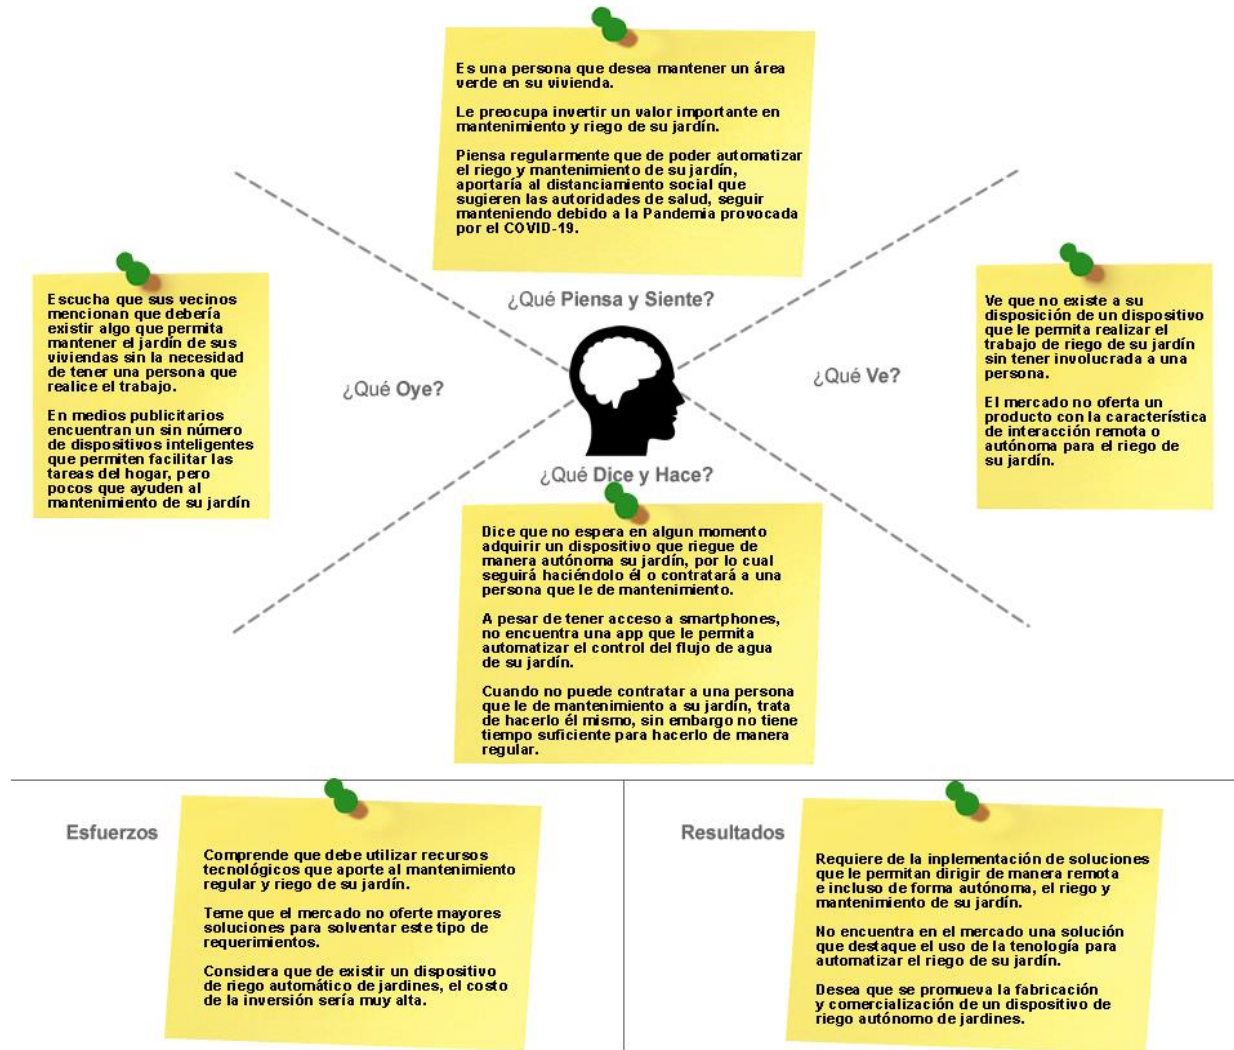 Es una persona que desea mantener un área
verde en su vivienda.
Le preocupa invertir un valor importante en
mantenimiento y riego de su jardín.
Piensa regularmente que de poder automatizar
el riego y mantenimiento de su jardín,
aportaría al distanciamiento social que
sugieren las autoridades de salud, seguir
manteniendo debido a la Pandemia provocada
por el COVID-19.
¿Qué Piensa y Siente?
Escucha que sus vecinos
mencionan que debería
existir algo que permita
mantener el jardín de sus
viviendas sin la necesidad
de tener una persona que
realice el trabajo.
En medios publicitarios
encuentran un sin número
de dispositivos inteligentes
que permiten facilitar las
tareas del hogar, pero
pocos que ayuden al
mantenimiento de su jardín
¿Qué Oye?
¿Qué Ve?
Ve que no existe a su
disposición de un dispositivo
que le permita realizar el
trabajo de riego de su jardín
sin tener involucrada a una
persona.
El mercado no oferta un
producto con la característica
de interacción remota o
autónoma para el riego de
su jardín.
¿Qué Dice y Hace?
Dice que no espera en algun momento
adquirir un dispositivo que riegue de
manera autónoma su jardín, por lo cual
seguirá haciéndolo él o contratará a una
persona que le de mantenimiento.
A pesar de tener acceso a smartphones,
no encuentra una app que le permita
automatizar el control del flujo de agua
de su jardín.
Cuando no puede contratar a una persona
que le de mantenimiento a su jardín, trata
de hacerlo él mismo, sin embargo no tiene
tiempo suficiente para hacerlo de manera
regular.
Esfuerzos
Comprende que debe utilizar recursos
tecnológicos que aporte al mantenimiento
regular y riego de su jardín.
Teme que el mercado no oferte mayores
soluciones para solventar este tipo de
requerimientos.
Considera que de existir un dispositivo
de riego automático de jardines, el costo
de la inversión sería muy alta.
Resultados
Requiere de la inplementación de soluciones
que le permitan dirigir de manera remota
e incluso de forma autónoma, el riego y
mantenimiento de su jardín.
No encuentra en el mercado una solución
que destaque el uso de la tenología para
automatizar el riego de su jardín.
Desea que se promueva la fabricación
y comercialización de un dispositivo de
riego autónomo de jardines.